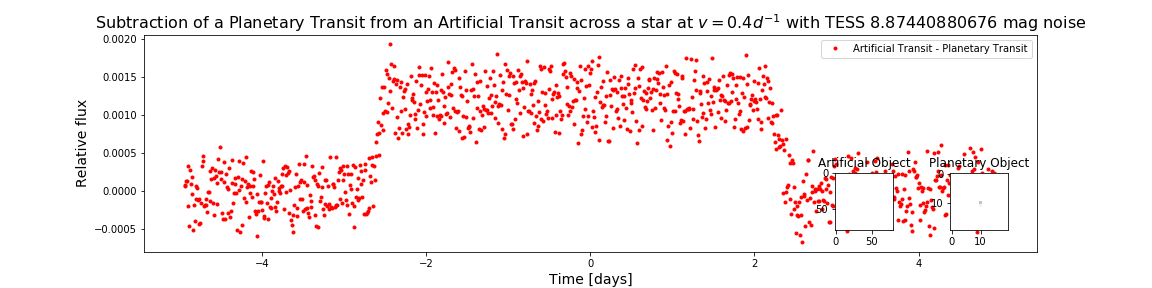 Subtraction of a Planetary Transit from an Artificial Transit across a star at v = 0.4d⁻¹ with TESS 8.87440880676 mag noise
Relative flux
0.0020
0.0015
0.0010
0.0005
0.0000
−0.0005
Artificial Transit - Planetary Transit
Artificial Object
0
50
0 50
Planetary Object
0
10
0 10
−4 −2 0 2 4
Time [days]